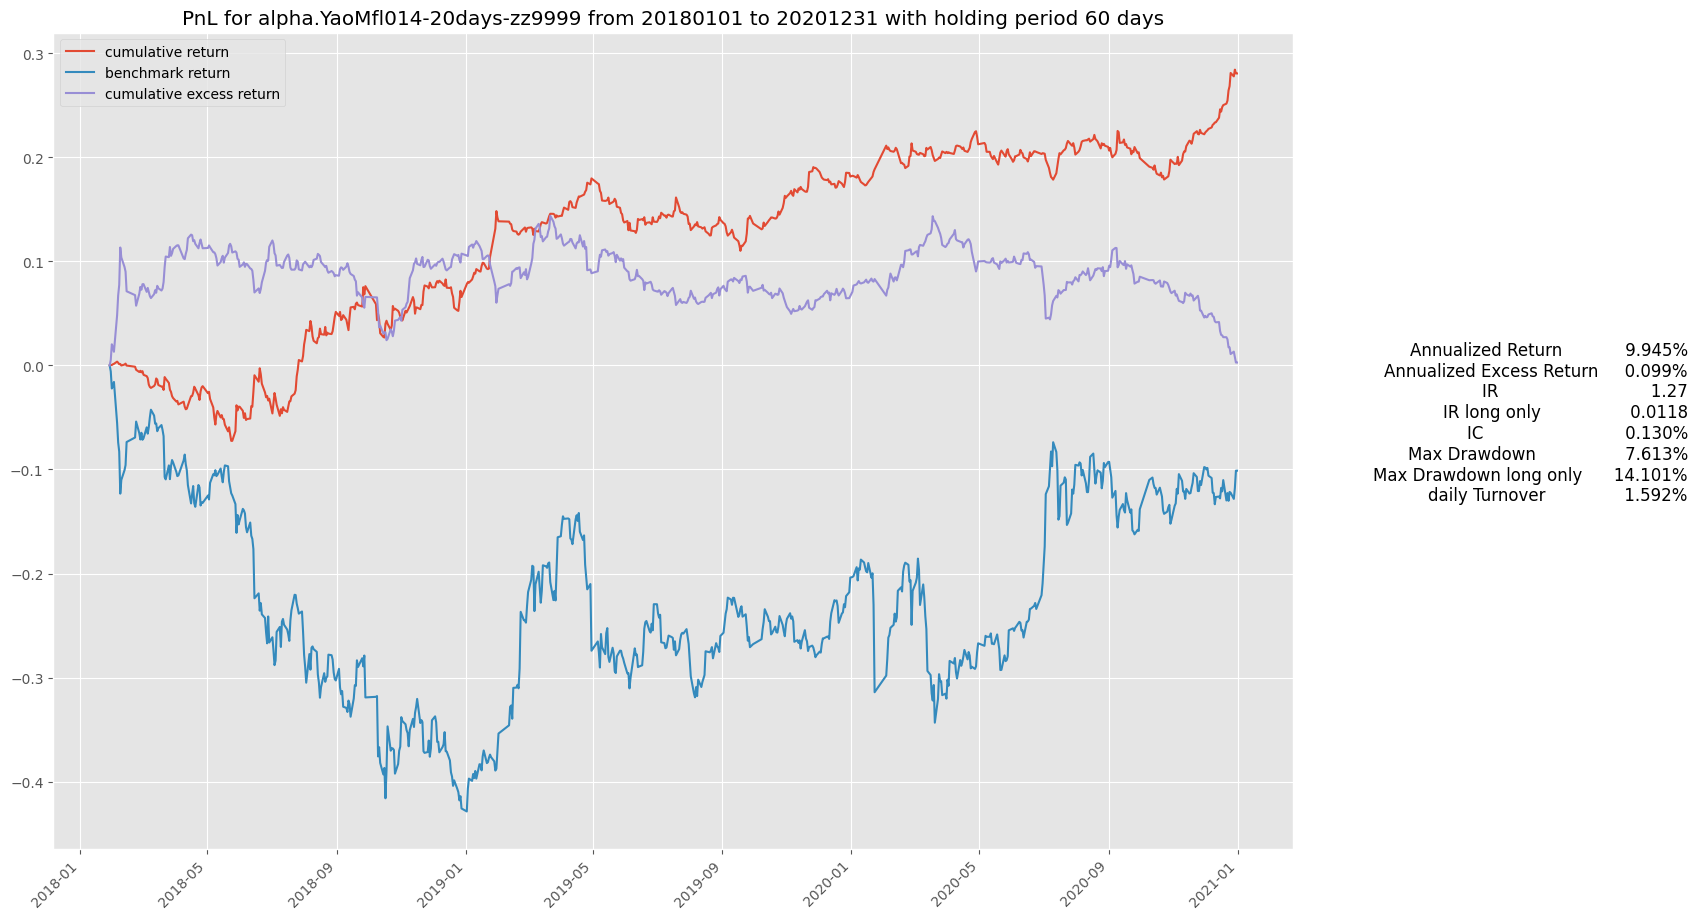 PnL for alpha.YaoMfl014-20days-zz9999 from 20180101 to 20201231 with holding period 60 days
cumulative return
benchmark return
cumulative excess return
0.3
0.2
0.1
0.0
−0.1
−0.2
−0.3
−0.4
2018-01
2018-05
2018-09
2019-01
2019-05
2019-09
2020-01
2020-05
2020-09
2021-01
Annualized Return 9.945%
Annualized Excess Return 0.099%
IR 1.27
IR long only 0.0118
IC 0.130%
Max Drawdown 7.613%
Max Drawdown long only 14.101%
daily Turnover 1.592%